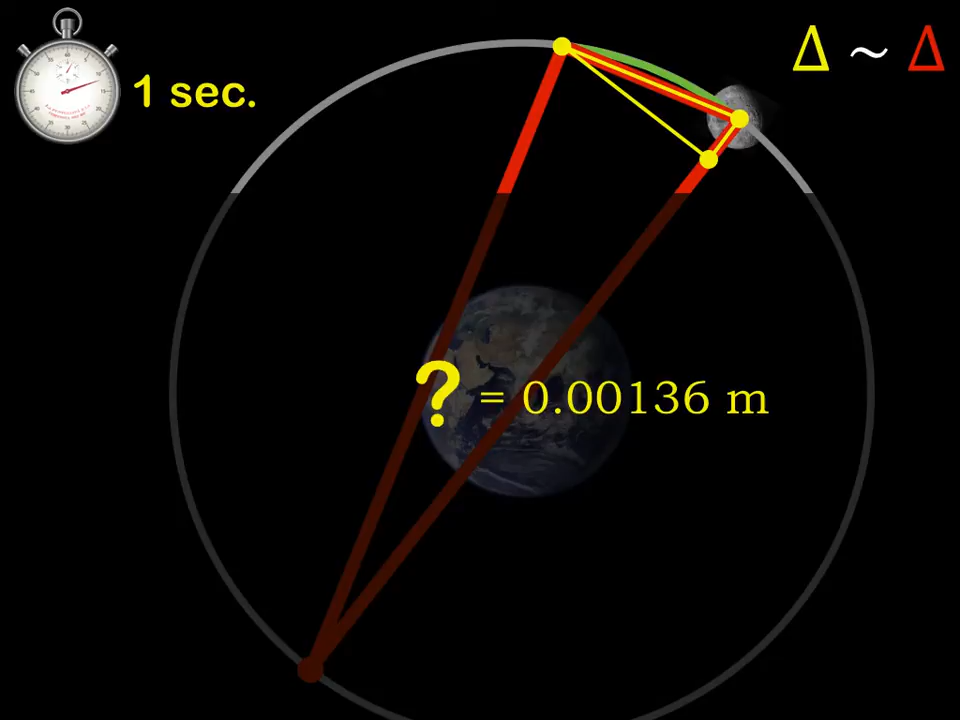 1 sec.
Δ ~ Δ
? = 0.00136 m